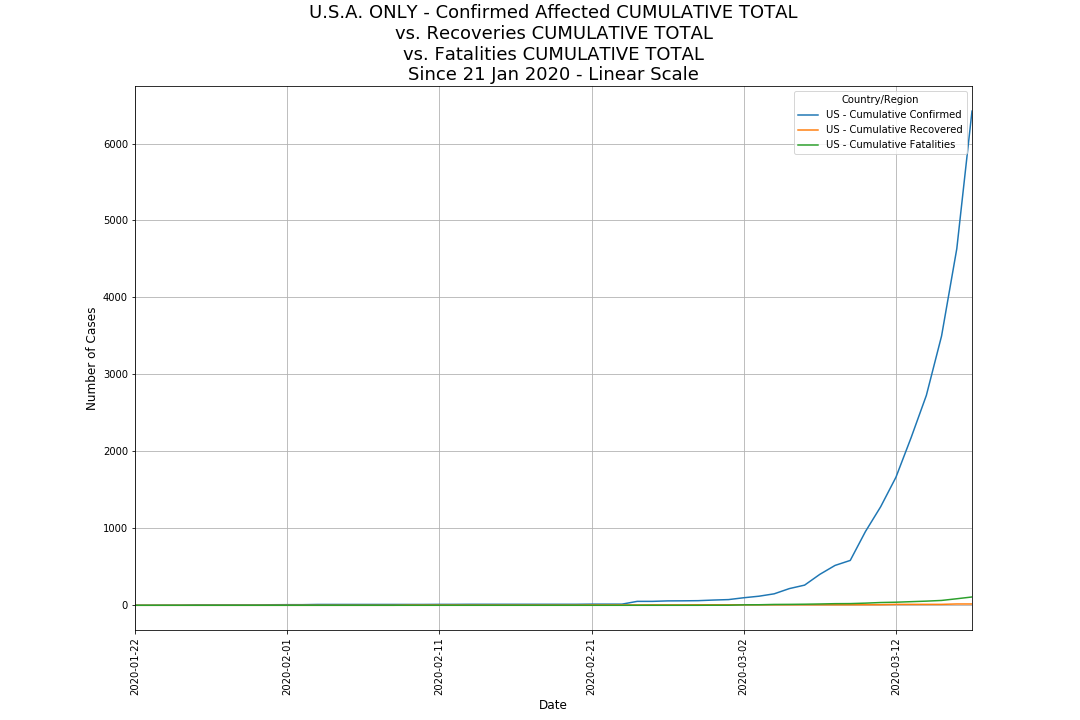 U.S.A. ONLY - Confirmed Affected CUMULATIVE TOTAL
vs. Recoveries CUMULATIVE TOTAL
vs. Fatalities CUMULATIVE TOTAL
Since 21 Jan 2020 - Linear Scale
Country/Region
US - Cumulative Confirmed
US - Cumulative Recovered
US - Cumulative Fatalities
Number of Cases
6000
5000
4000
3000
2000
1000
0
2020-01-22
2020-02-01
2020-02-11
2020-02-21
2020-03-02
2020-03-12
Date